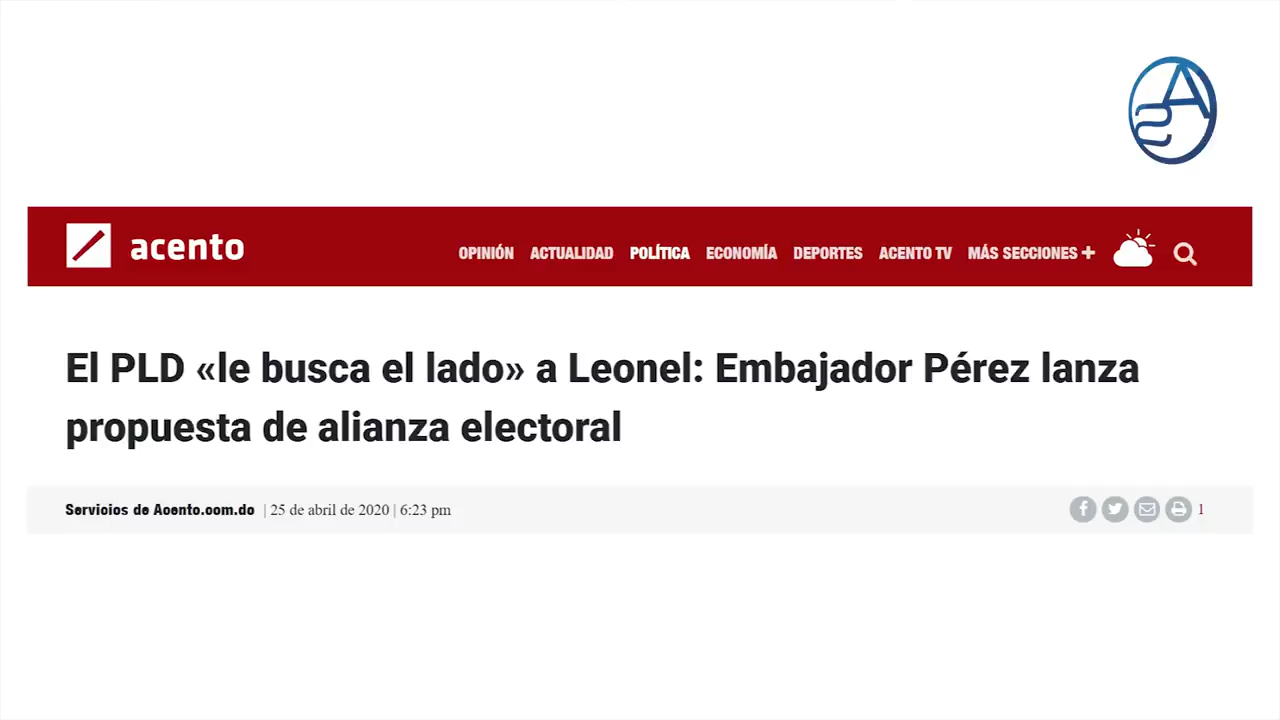 acento
OPINIÓN ACTUALIDAD POLÍTICA ECONOMÍA DEPORTES ACENTO TV MÁS SECCIONES +
El PLD «le busca el lado» a Leonel: Embajador Pérez lanza
propuesta de alianza electoral
Servicios de Acento.com.do | 25 de abril de 2020 | 6:23 pm
1